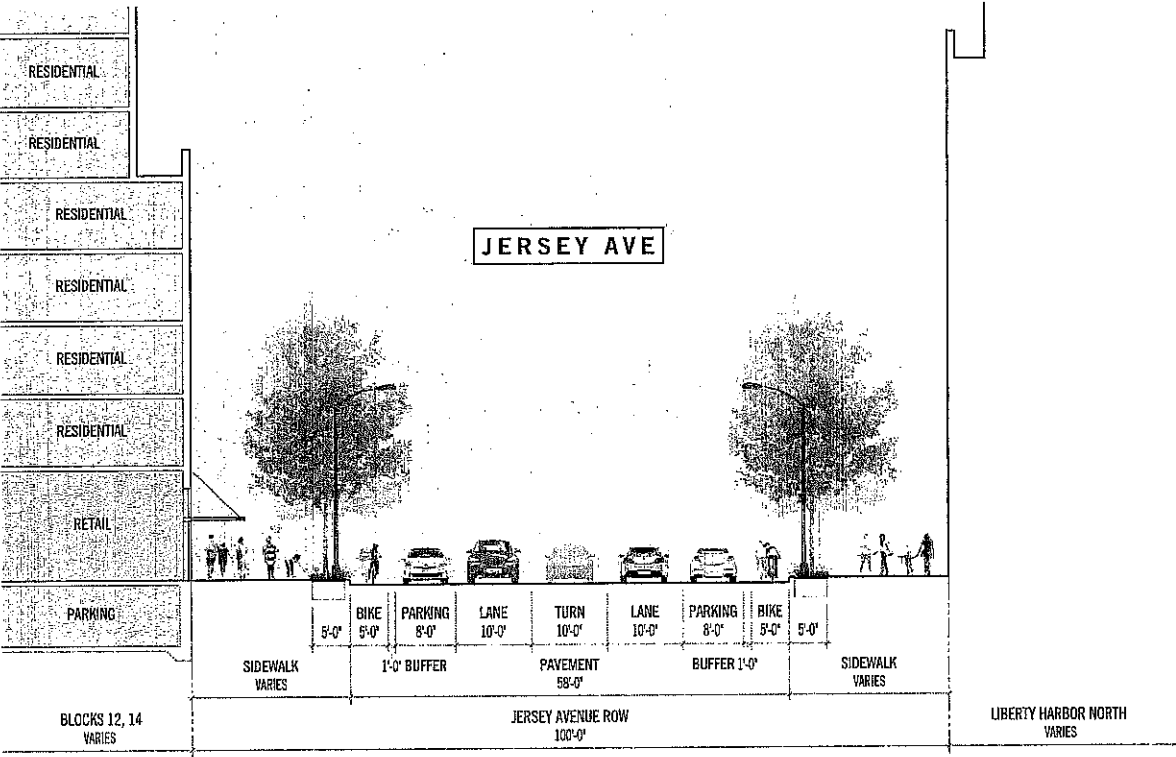 RESIDENTIAL
RESIDENTIAL
RESIDENTIAL
JERSEY AVE
RESIDENTIAL
RESIDENTIAL
RESIDENTIAL
RETAIL
PARKING
5'-0"
BIKE
5'-0"
PARKING
8'-0"
LANE
10'-0"
TURN
10'-0"
LANE
10'-0"
PARKING
8'-0"
BIKE
5'-0"
5'-0"
SIDEWALK
VARIES
1'-0" BUFFER
PAVEMENT
58'-0"
BUFFER 1'-0"
SIDEWALK
VARIES
BLOCKS 12, 14
VARIES
JERSEY AVENUE ROW
100'-0"
LIBERTY HARBOR NORTH
VARIES